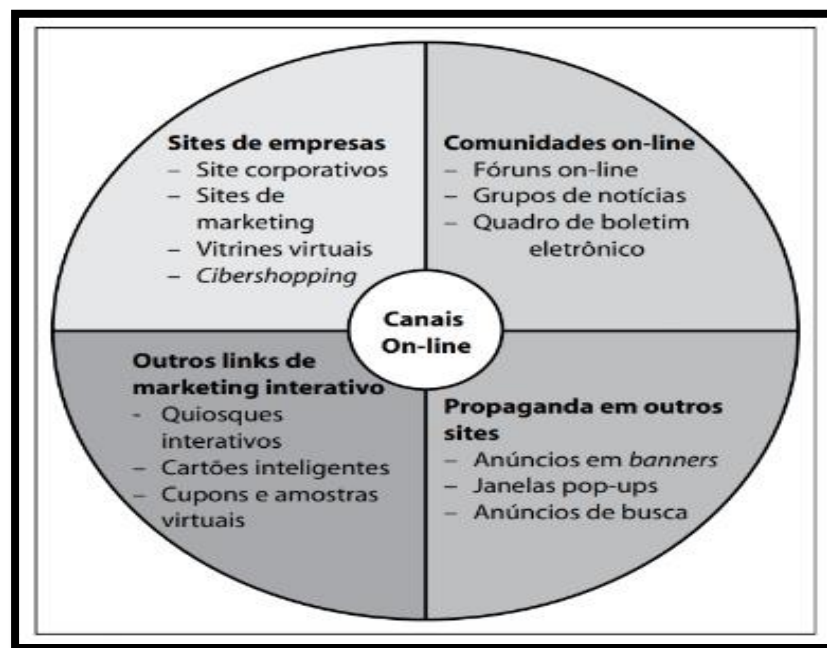 Sites de empresas
– Site corporativos
– Sites de
marketing
– Vitrines virtuais
– Cibershopping
Comunidades on-line
– Fóruns on-line
– Grupos de notícias
– Quadro de boletim
eletrônico
Canais
On-line
Outros links de
marketing interativo
- Quiosques
interativos
– Cartões inteligentes
– Cupons e amostras
virtuais
Propaganda em outros
sites
– Anúncios em banners
– Janelas pop-ups
– Anúncios de busca